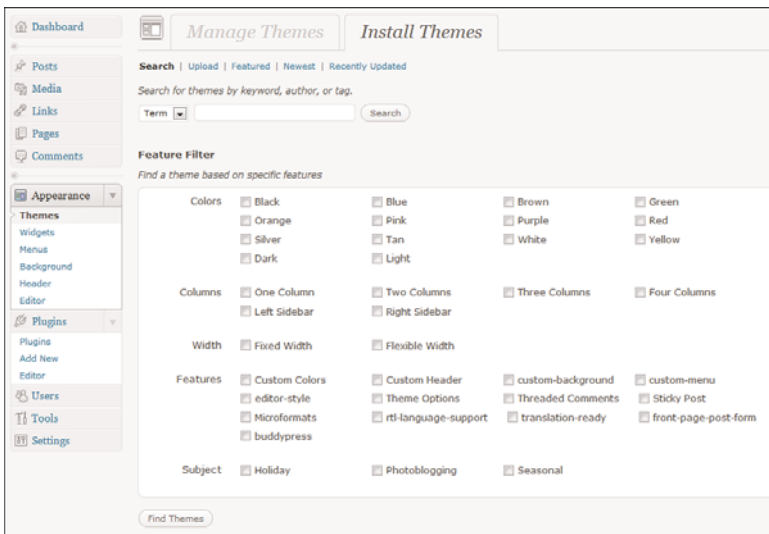 Dashboard
Posts
Media
Links
Pages
Comments
Appearance
Themes
Widgets
Menus
Background
Header
Editor
Plugins
Plugins
Add New
Editor
Users
Tools
Settings
Manage Themes Install Themes
Search | Upload | Featured | Newest | Recently Updated
Search for themes by keyword, author, or tag.
Term Search
Feature Filter
Find a theme based on specific features
Colors Black Blue Brown Green
Orange Pink Purple Red
Silver Tan White Yellow
Dark Light
Columns One Column Two Columns Three Columns Four Columns
Left Sidebar Right Sidebar
Width Fixed Width Flexible Width
Features Custom Colors Custom Header custom-background custom-menu
editor-style Theme Options Threaded Comments Sticky Post
Microformats rtl-language-support translation-ready front-page-post-form
buddypress
Subject Holiday Photoblogging Seasonal
Find Themes